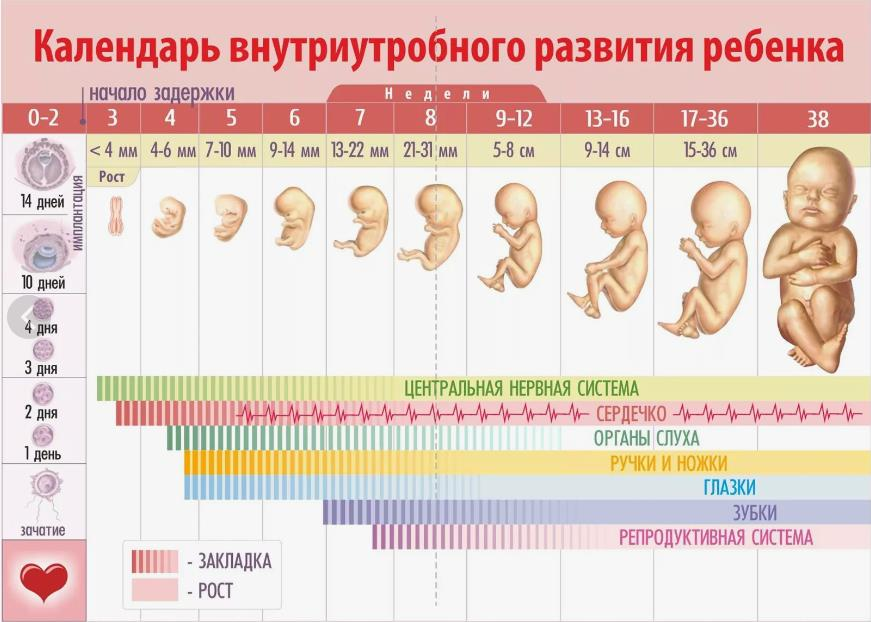 Календарь внутриутробного развития ребенка
начало задержки
Недели
0-2 3 4 5 6 7 8 9-12 13-16 17-36 38
< 4 мм 4-6 мм 7-10 мм 9-14 мм 13-22 мм 21-31 мм 5-8 см 9-14 см 15-36 см
Рост
имплантация
14 дней
10 дней
4 дня
3 дня
2 дня
1 день
зачатие
ЦЕНТРАЛЬНАЯ НЕРВНАЯ СИСТЕМА
СЕРДЕЧКО
ОРГАНЫ СЛУХА
РУЧКИ И НОЖКИ
ГЛАЗКИ
ЗУБКИ
РЕПРОДУКТИВНАЯ СИСТЕМА
- ЗАКЛАДКА
- РОСТ